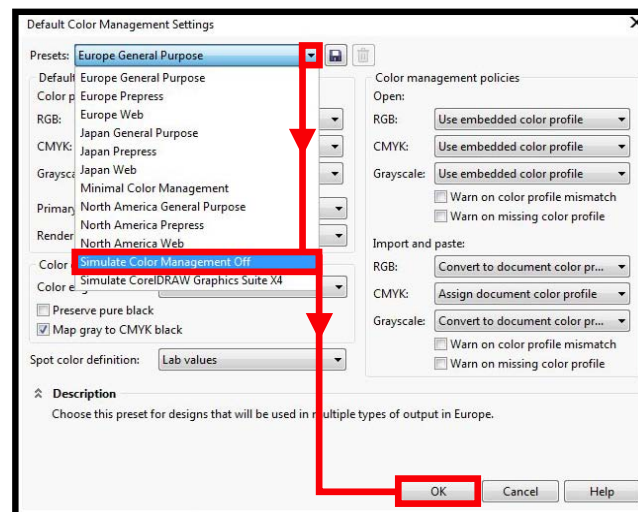 Default Color Management Settings
Presets: Europe General Purpose
Europe General Purpose
Europe Prepress
Europe Web
Japan General Purpose
Japan Prepress
Japan Web
Minimal Color Management
North America General Purpose
North America Prepress
North America Web
Simulate Color Management Off
Simulate CorelDRAW Graphics Suite X4
Default
Color p
RGB:
CMYK:
Graysca
Primary
Render
Color
Color e
Preserve pure black
Map gray to CMYK black
Spot color definition: Lab values
Color management policies
Open:
RGB: Use embedded color profile
CMYK: Use embedded color profile
Grayscale: Use embedded color profile
Warn on color profile mismatch
Warn on missing color profile
Import and paste:
RGB: Convert to document color pr...
CMYK: Assign document color profile
Grayscale: Convert to document color pr...
Warn on color profile mismatch
Warn on missing color profile
Description
Choose this preset for designs that will be used in multiple types of output in Europe.
OK Cancel Help